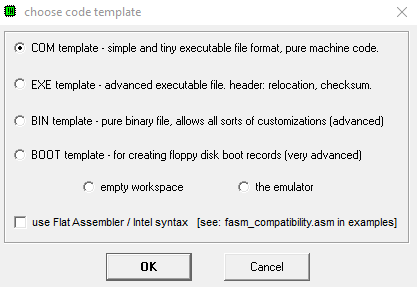 choose code template
COM template - simple and tiny executable file format, pure machine code.
EXE template - advanced executable file. header: relocation, checksum.
BIN template - pure binary file, allows all sorts of customizations (advanced)
BOOT template - for creating floppy disk boot records (very advanced)
empty workspace the emulator
use Flat Assembler / Intel syntax [see: fasm_compatibility.asm in examples]
OK Cancel